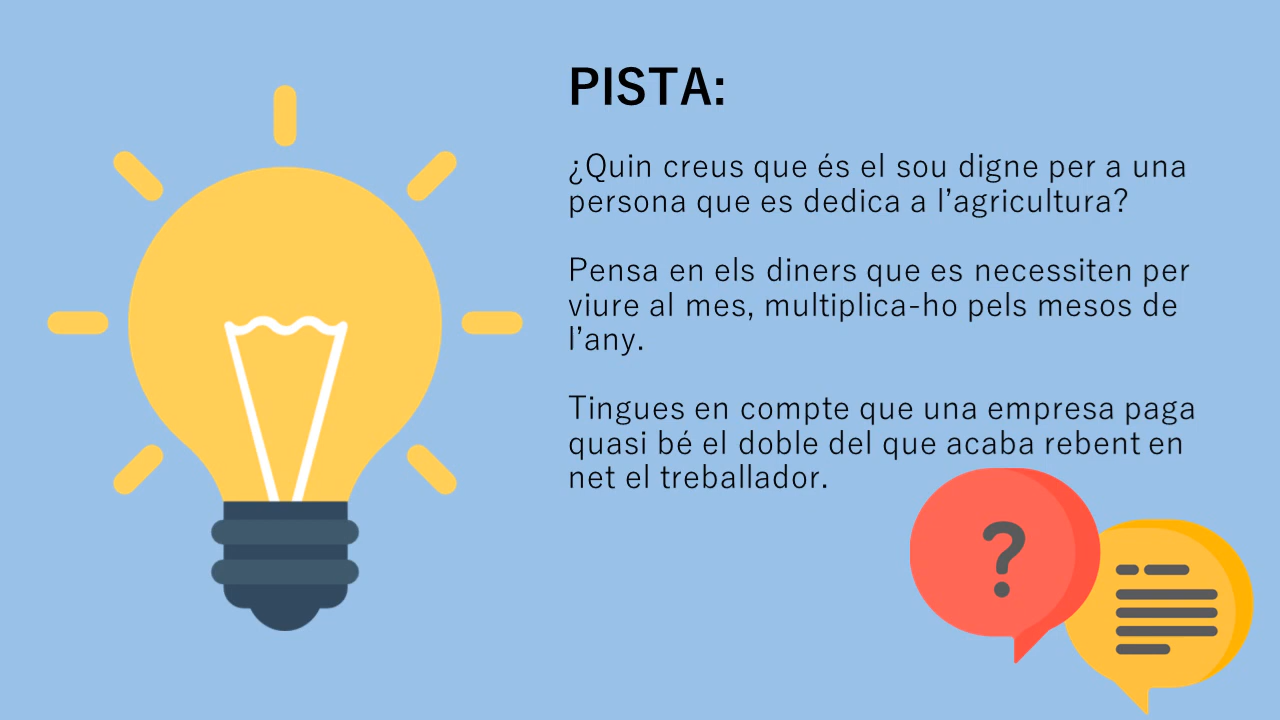 PISTA:
¿Quin creus que és el sou digne per a una
persona que es dedica a l’agricultura?
Pensa en els diners que es necessiten per
viure al mes, multiplica-ho pels mesos de
l’any.
Tingues en compte que una empresa paga
quasi bé el doble del que acaba rebent en
net el treballador.
?